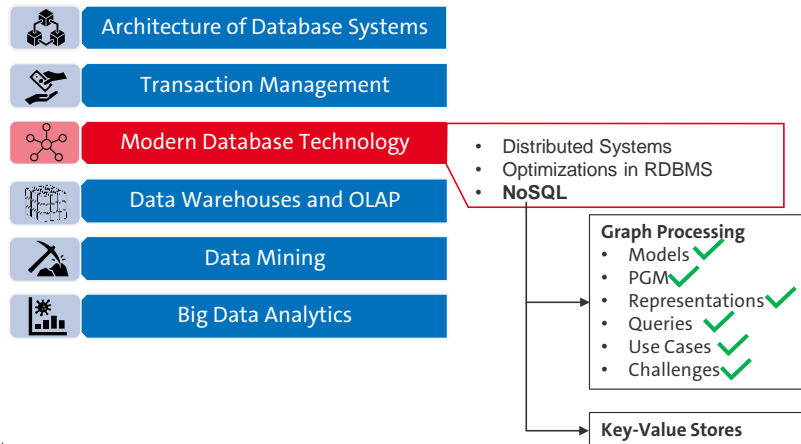 Architecture of Database Systems
Transaction Management
Modern Database Technology
• Distributed Systems
• Optimizations in RDBMS
• NoSQL
Data Warehouses and OLAP
Data Mining
Big Data Analytics
Graph Processing
• Models
• PGM
• Representations
• Queries
• Use Cases
• Challenges
Key-Value Stores